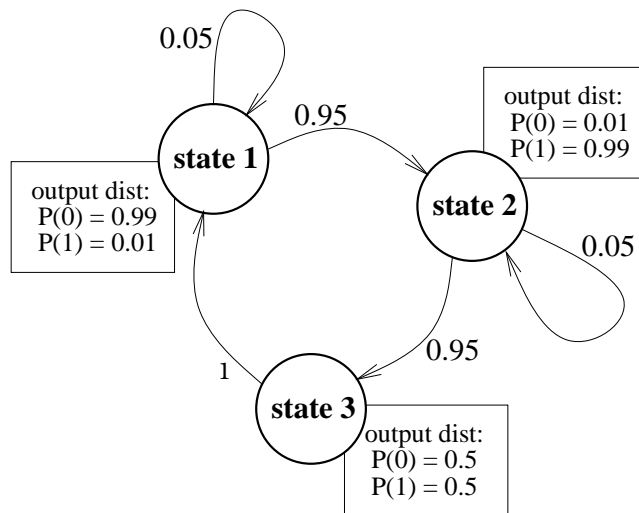 0.05
0.95
output dist:
P(0) = 0.01
P(1) = 0.99
state 1
output dist:
P(0) = 0.99
P(1) = 0.01
state 2
0.05
0.95
1
state 3
output dist:
P(0) = 0.5
P(1) = 0.5